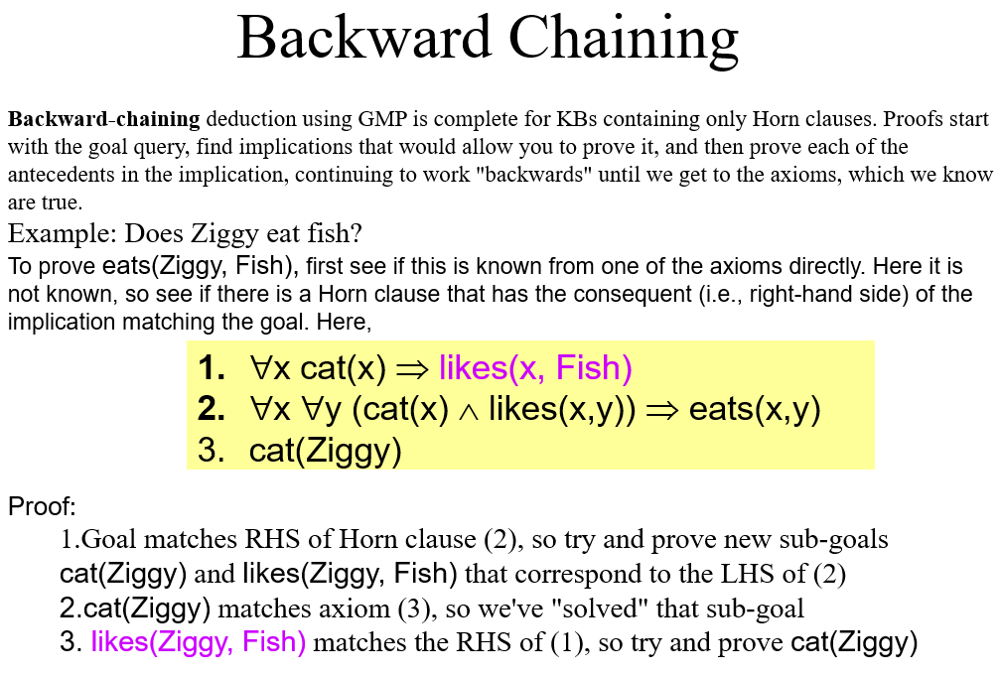 Backward Chaining
Backward-chaining deduction using GMP is complete for KBs containing only Horn clauses. Proofs start
with the goal query, find implications that would allow you to prove it, and then prove each of the
antecedents in the implication, continuing to work "backwards" until we get to the axioms, which we know
are true.
Example: Does Ziggy eat fish?
To prove eats(Ziggy, Fish), first see if this is known from one of the axioms directly. Here it is
not known, so see if there is a Horn clause that has the consequent (i.e., right-hand side) of the
implication matching the goal. Here,
1. ∀x cat(x) ⇒ likes(x, Fish)
2. ∀x ∀y (cat(x) ∧ likes(x,y)) ⇒ eats(x,y)
3. cat(Ziggy)
Proof:
1.Goal matches RHS of Horn clause (2), so try and prove new sub-goals
cat(Ziggy) and likes(Ziggy, Fish) that correspond to the LHS of (2)
2.cat(Ziggy) matches axiom (3), so we've "solved" that sub-goal
3. likes(Ziggy, Fish) matches the RHS of (1), so try and prove cat(Ziggy)